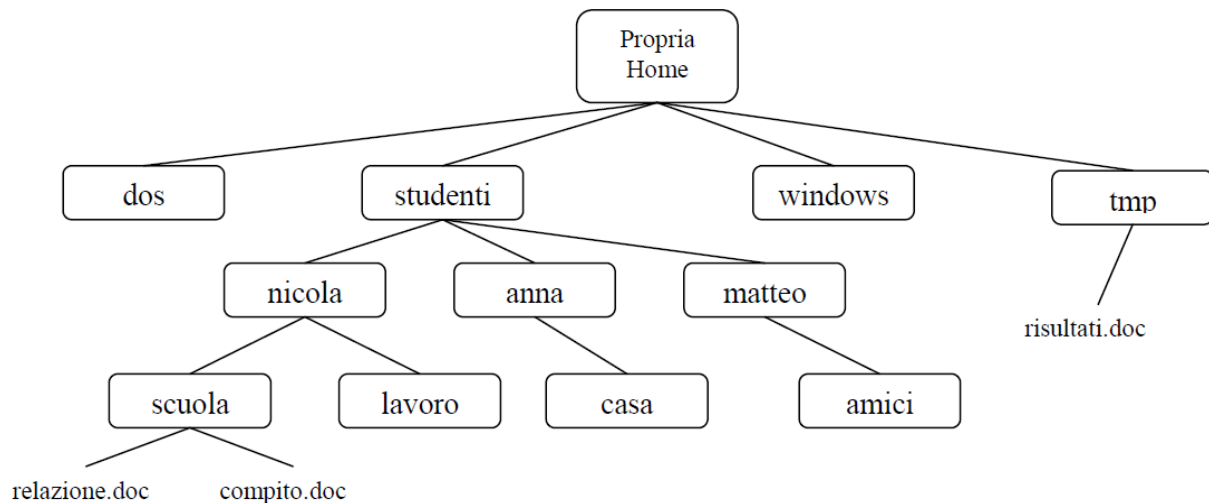 Propria
Home
dos
studenti
windows
tmp
nicola
anna
matteo
risultati.doc
scuola
lavoro
casa
amici
relazione.doc
compito.doc